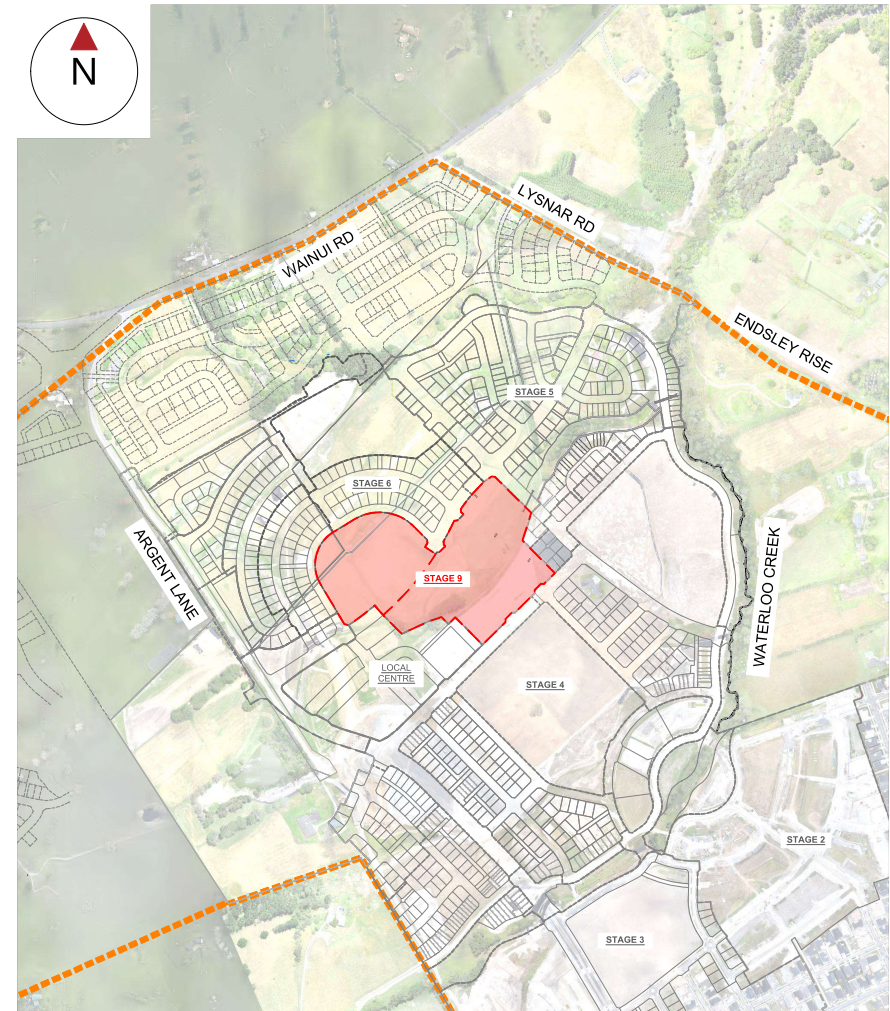 N
LYSNAR RD
WAINUI RD
ENDSLEY RISE
STAGE 5
STAGE 6
ARGENT LANE
STAGE 9
WATERLOO CREEK
LOCAL
CENTRE
STAGE 4
STAGE 2
STAGE 3